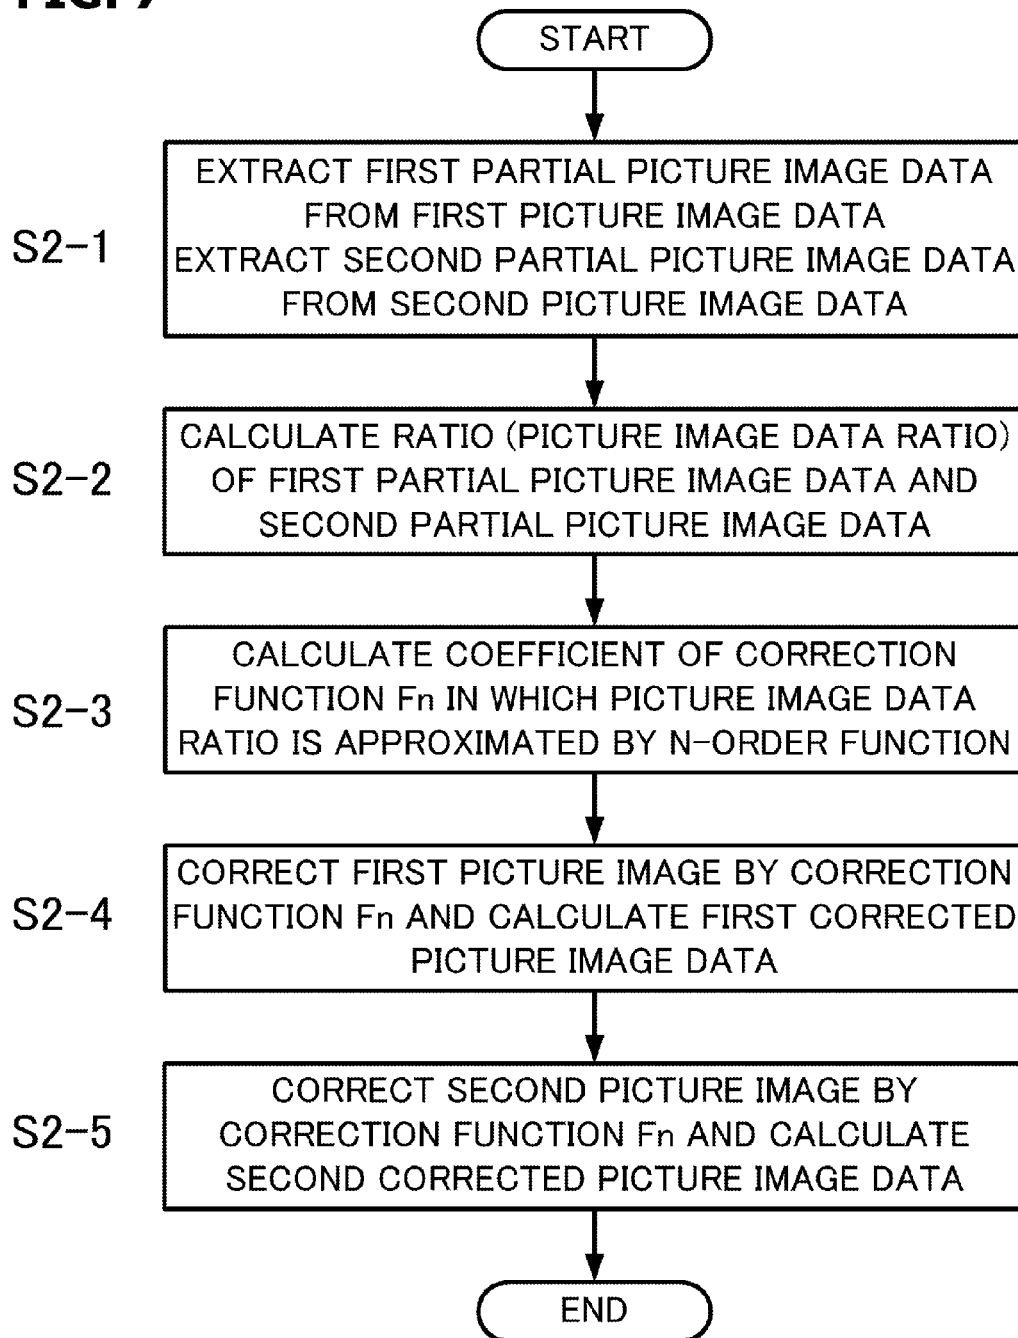 START
EXTRACT FIRST PARTIAL PICTURE IMAGE DATA
FROM FIRST PICTURE IMAGE DATA
S2-1
EXTRACT SECOND PARTIAL PICTURE IMAGE DATA
FROM SECOND PICTURE IMAGE DATA
CALCULATE RATIO (PICTURE IMAGE DATA RATIO)
S2-2
OF FIRST PARTIAL PICTURE IMAGE DATA AND
SECOND PARTIAL PICTURE IMAGE DATA
CALCULATE COEFFICIENT OF CORRECTION
S2-3
FUNCTION Fn IN WHICH PICTURE IMAGE DATA
RATIO IS APPROXIMATED BY N-ORDER FUNCTION
CORRECT FIRST PICTURE IMAGE BY CORRECTION
S2-4
FUNCTION Fn AND CALCULATE FIRST CORRECTED
PICTURE IMAGE DATA
CORRECT SECOND PICTURE IMAGE BY
S2-5
CORRECTION FUNCTION Fn AND CALCULATE
SECOND CORRECTED PICTURE IMAGE DATA
END